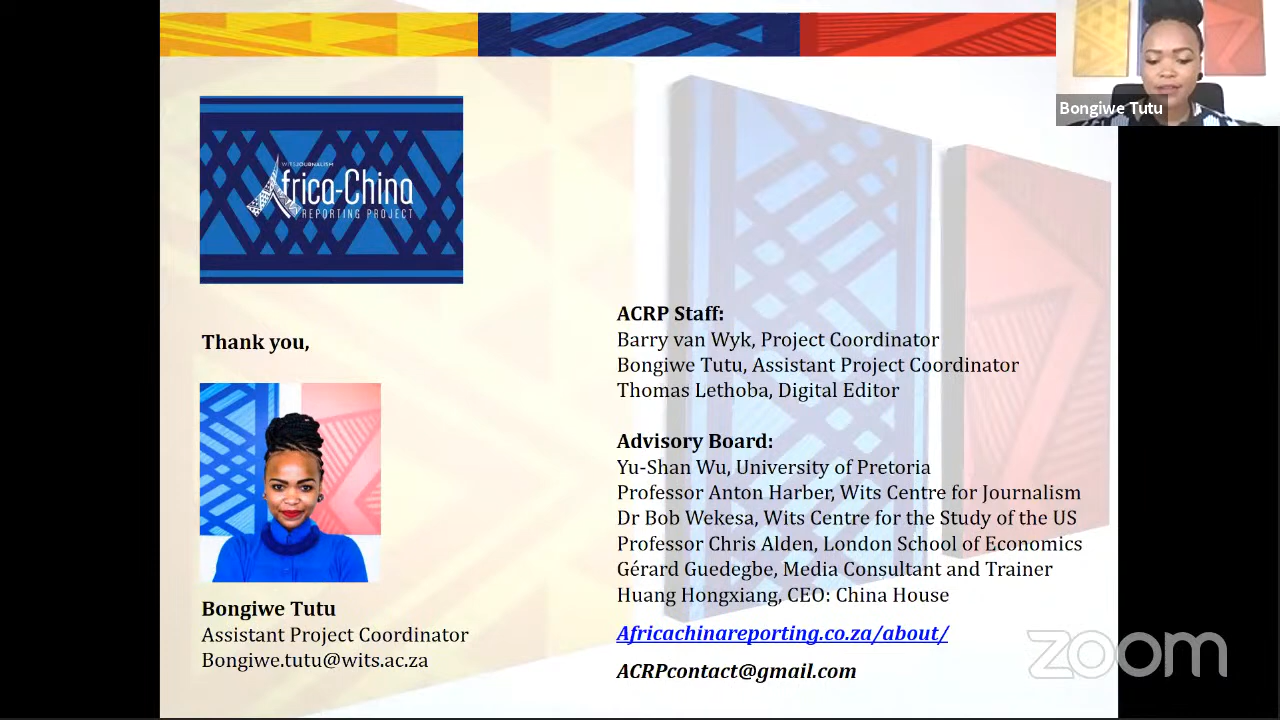 Bongiwe Tutu
WITS JOURNALISM
Africa-China
REPORTING PROJECT
Thank you,
Bongiwe Tutu
Assistant Project Coordinator
Bongiwe.tutu@wits.ac.za
ACRP Staff:
Barry van Wyk, Project Coordinator
Bongiwe Tutu, Assistant Project Coordinator
Thomas Lethoba, Digital Editor
Advisory Board:
Yu-Shan Wu, University of Pretoria
Professor Anton Harber, Wits Centre for Journalism
Dr Bob Wekesa, Wits Centre for the Study of the US
Professor Chris Alden, London School of Economics
Gérard Guedegbe, Media Consultant and Trainer
Huang Hongxiang, CEO: China House
Africachinareporting.co.za/about/
ACRPcontact@gmail.com
zoom